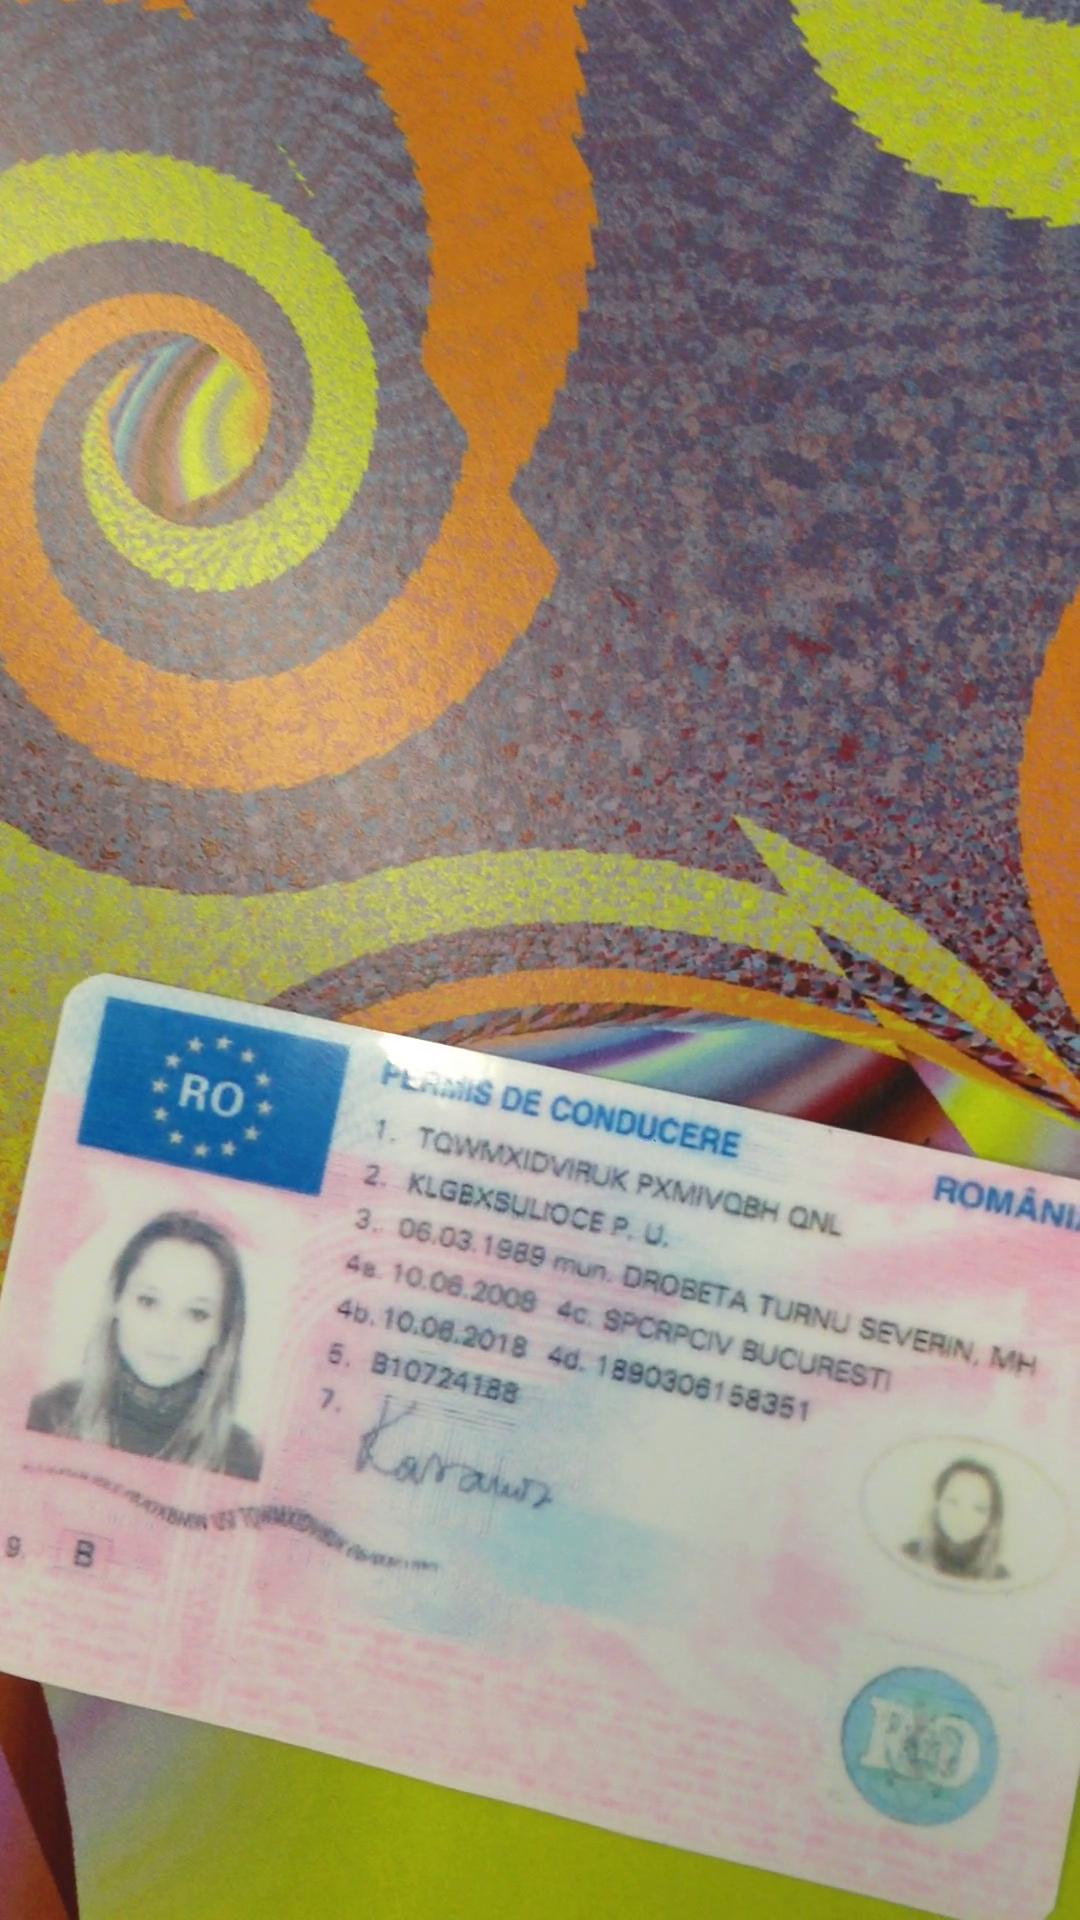 RO
PERMIS DE CONDUCERE
ROMÂNIA
1. TQWMXIDVIRUK PXMIVQBH QNL
2. KLGBXSULIOCE P. U.
3. 06.03.1989 mun. DROBETA TURNU SEVERIN, MH
4a. 10.06.2008 4c. SPCRPCIV BUCURESTI
4b. 10.06.2018 4d. 1890306158351
5. B10724188
7.
9. B
RO